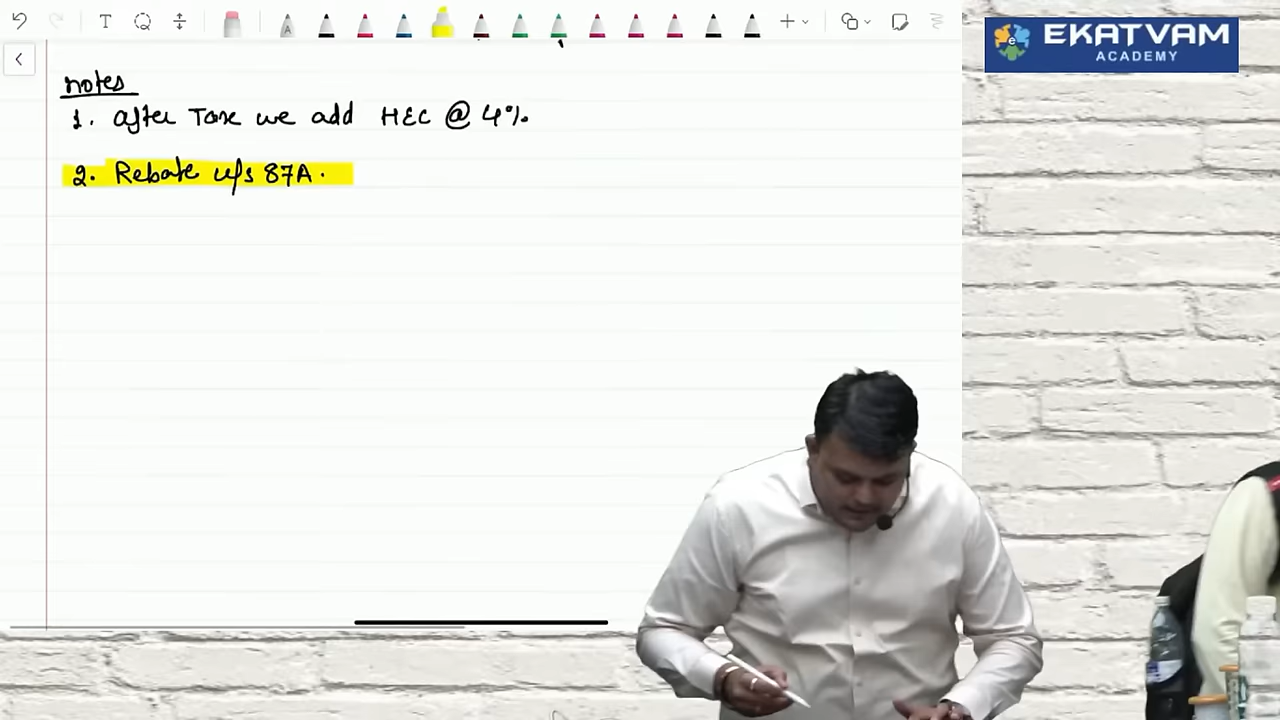 EKATVAM
ACADEMY
notes
1. After Tax we add HEC @ 4%
2. Rebate u/s 87A.